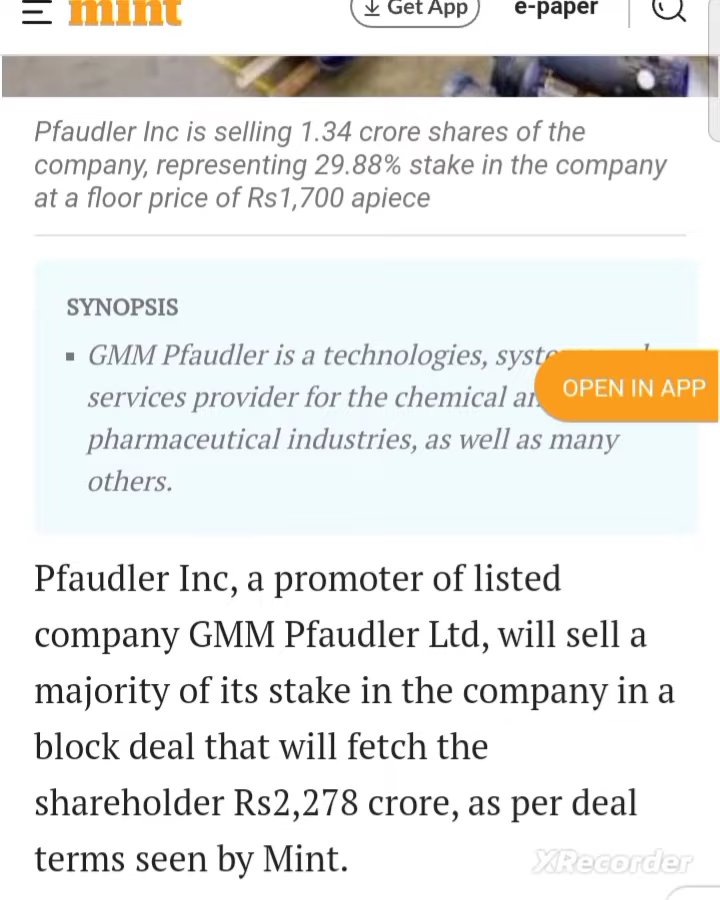 mint
Get App
e-paper
Pfaudler Inc is selling 1.34 crore shares of the
company, representing 29.88% stake in the company
at a floor price of Rs1,700 apiece
SYNOPSIS
▪ GMM Pfaudler is a technologies,
services provider for the chemical
OPEN IN APP
pharmaceutical industries, as well as many
others.
Pfaudler Inc, a promoter of listed
company GMM Pfaudler Ltd, will sell a
majority of its stake in the company in a
block deal that will fetch the
shareholder Rs2,278 crore, as per deal
terms seen by Mint.
XRecorder